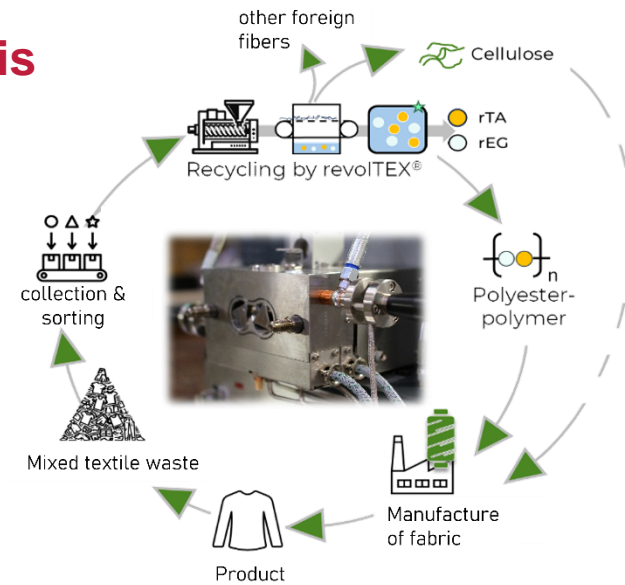 is
other foreign
fibers
Cellulose
rTA
rEG
Recycling by revolTEX®
n
Polyester-
polymer
collection &
sorting
Mixed textile waste
Manufacture
of fabric
Product